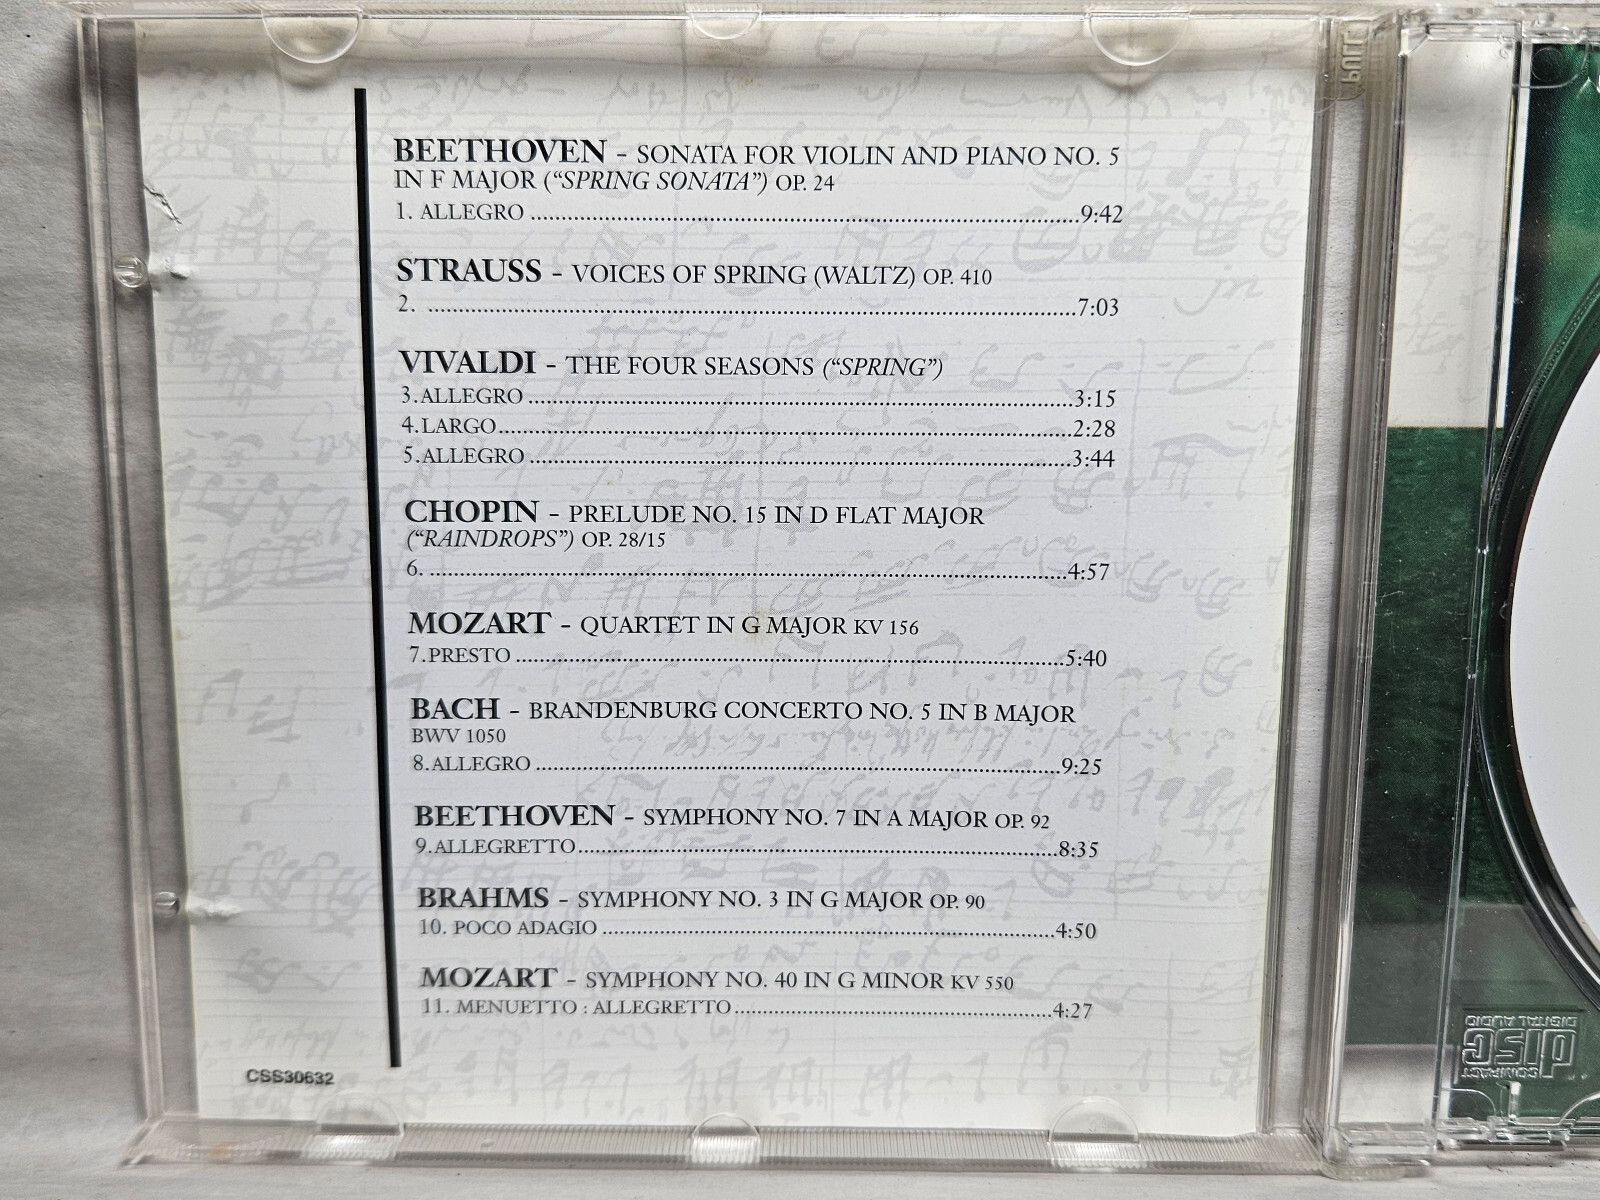 BEETHOVEN – SONATA FOR VIOLIN AND PIANO NO. 5
IN F MAJOR (“SPRING SONATA”) OP. 24
1. ALLEGRO ........................................................................................9:42
STRAUSS – VOICES OF SPRING (WALTZ) OP. 410
2. ........................................................................................................7:03
VIVALDI – THE FOUR SEASONS (“SPRING”)
3.ALLEGRO ........................................................................................3:15
4.LARGO............................................................................................2:28
5.ALLEGRO ........................................................................................3:44
CHOPIN – PRELUDE NO. 15 IN D FLAT MAJOR
(“RAINDROPS”) OP. 28/15
6. ......................................................................................................4:57
MOZART – QUARTET IN G MAJOR KV 156
7.PRESTO ........................................................................................5:40
BACH – BRANDENBURG CONCERTO NO. 5 IN B MAJOR
BWV 1050
8.ALLEGRO ....................................................................................9:25
BEETHOVEN – SYMPHONY NO. 7 IN A MAJOR OP. 92
9.ALLEGRETTO..............................................................................8:35
BRAHMS – SYMPHONY NO. 3 IN G MAJOR OP. 90
10. POCO ADAGIO ........................................................................4:50
MOZART – SYMPHONY NO. 40 IN G MINOR KV 550
11. MENUETTO : ALLEGRETTO..................................................4:27
CSS30632
PULL
COMPACT
disc
DIGITAL AUDIO